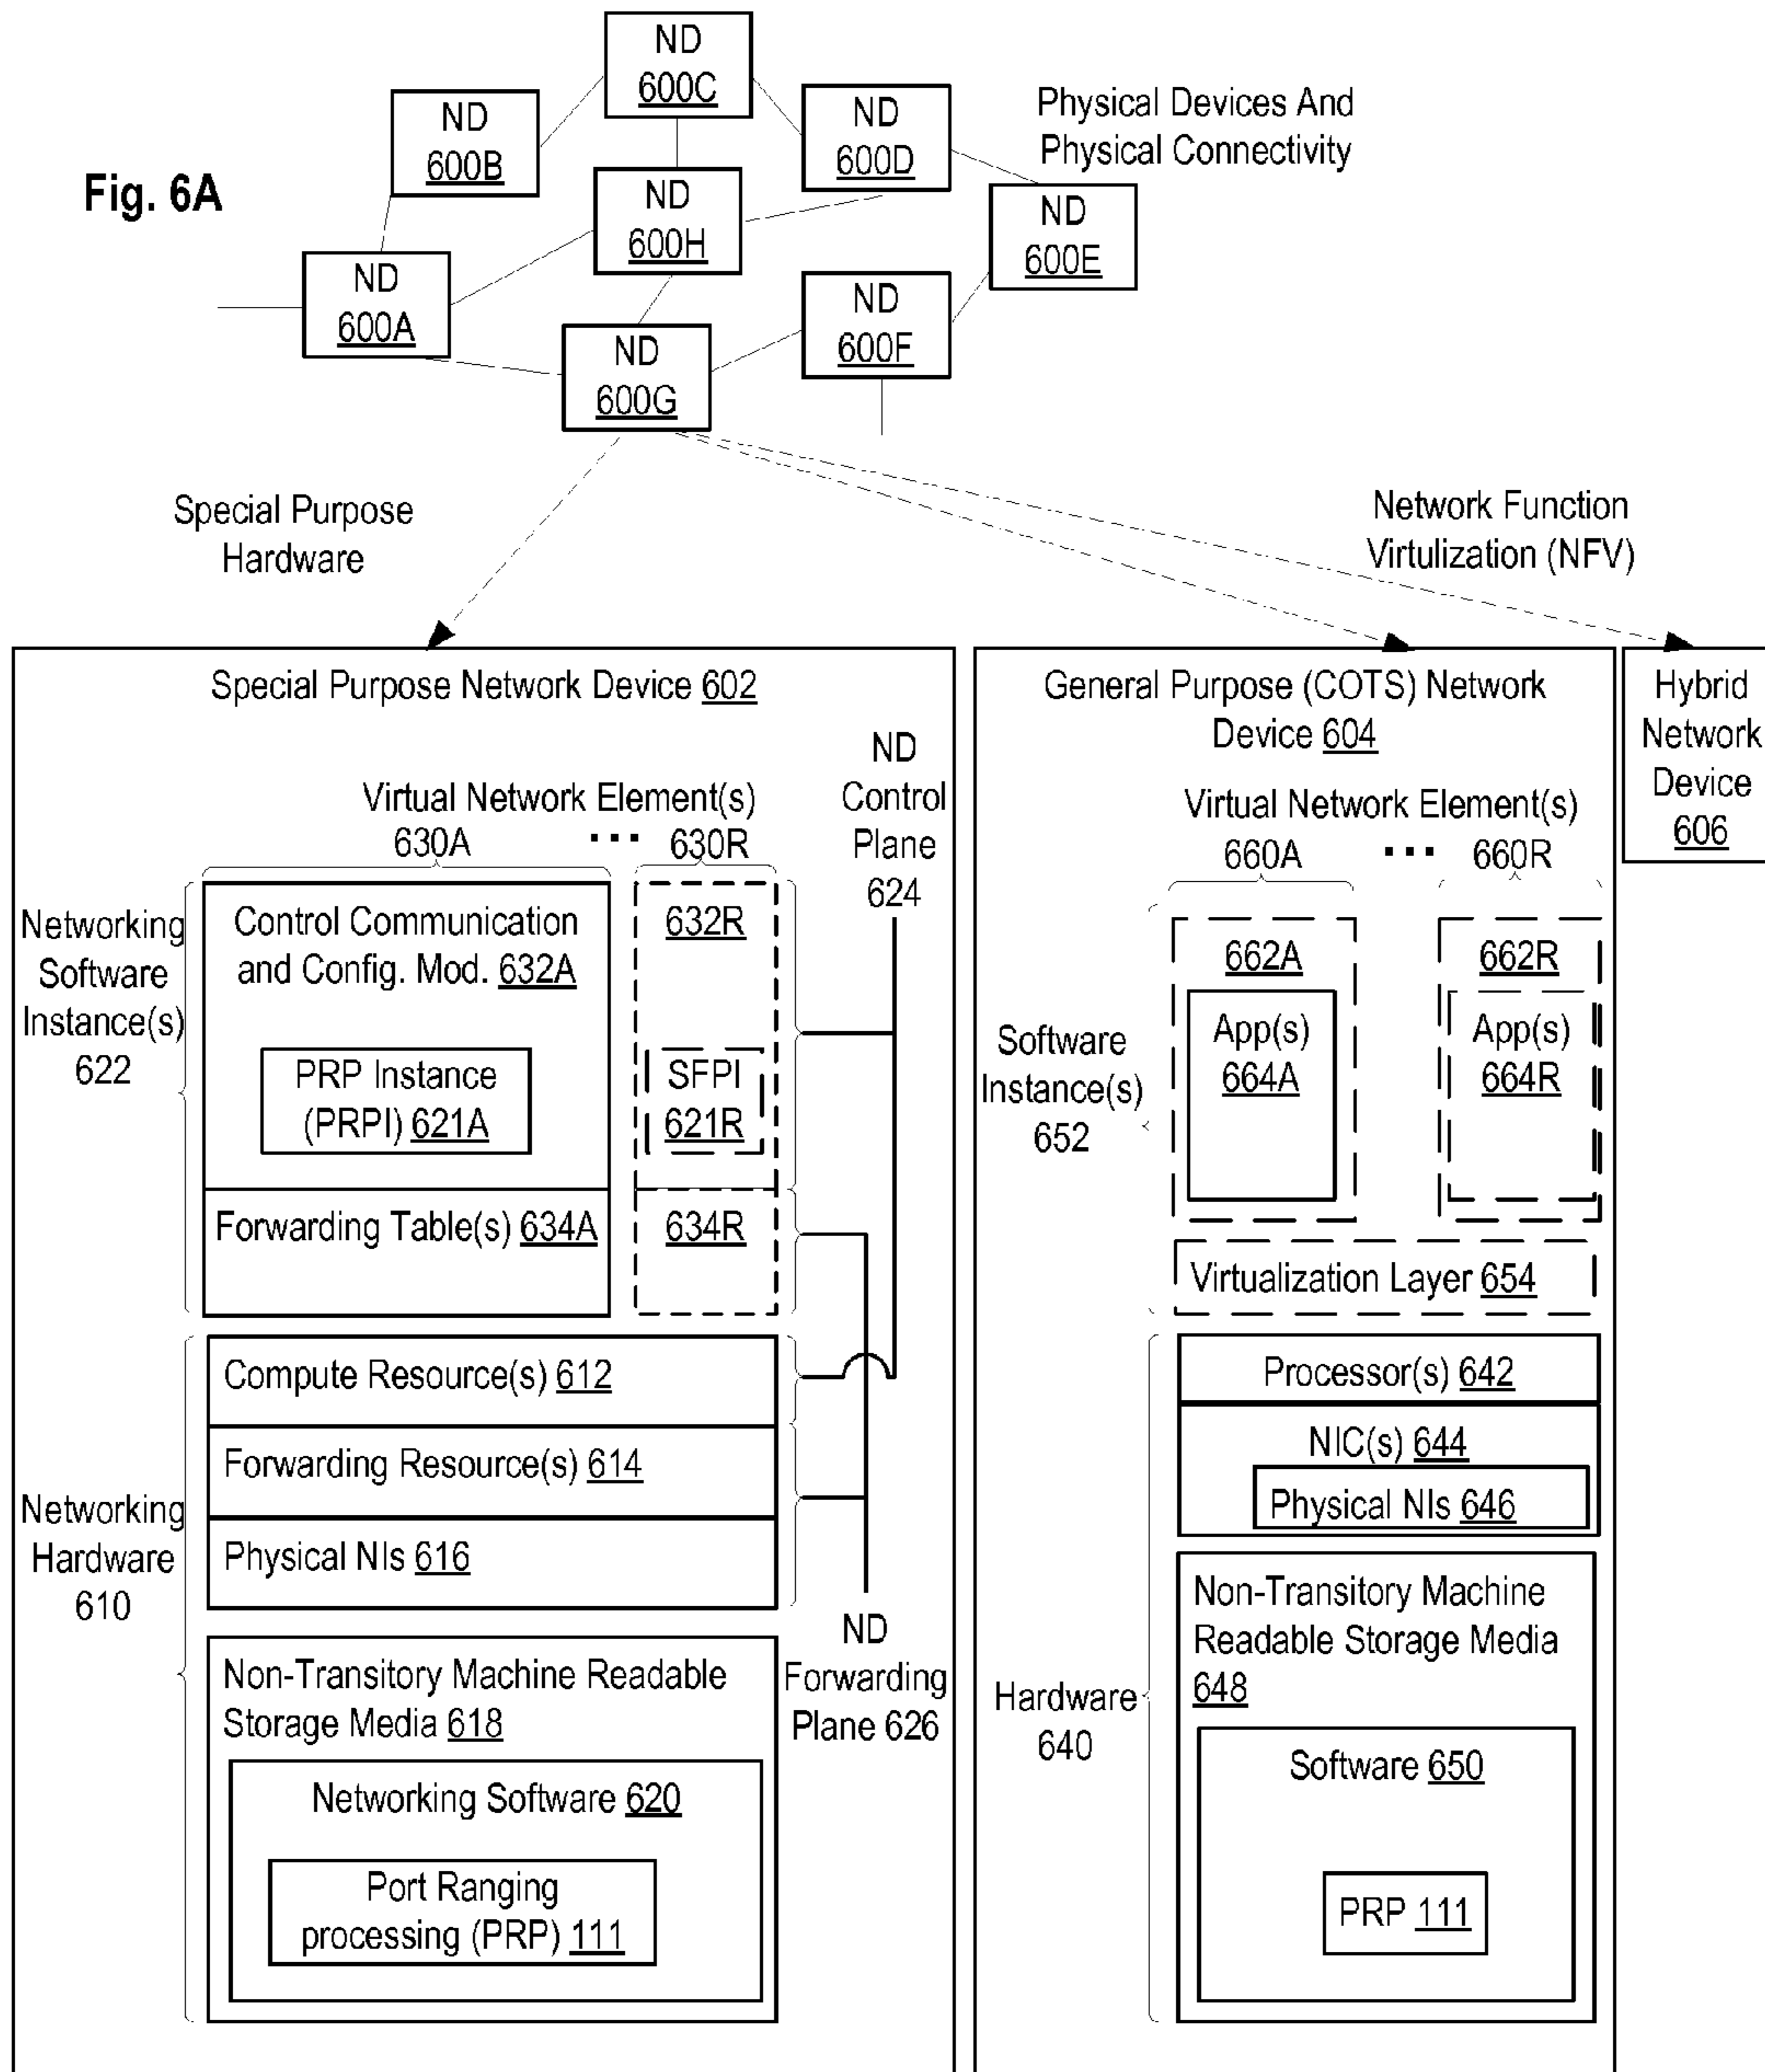 Fig. 6A
ND
600C
ND
600B
ND
600D
Physical Devices And
Physical Connectivity
ND
600H
ND
600E
ND
600A
ND
600F
ND
600G
Special Purpose
Hardware
Network Function
Virtulization (NFV)
Special Purpose Network Device 602
ND
Control
Plane
624
Virtual Network Element(s)
630A
...
630R
Networking
Software
Instance(s)
622
Control Communication
and Config. Mod. 632A
632R
PRP Instance
(PRPI) 621A
SFPI
621R
Forwarding Table(s) 634A
634R
Networking
Hardware
610
Compute Resource(s) 612
Forwarding Resource(s) 614
Physical NIs 616
ND
Forwarding
Plane 626
Non-Transitory Machine Readable
Storage Media 618
Networking Software 620
Port Ranging
processing (PRP) 111
General Purpose (COTS) Network
Device 604
Virtual Network Element(s)
660A
...
660R
Software
Instance(s)
652
662A
App(s)
664A
662R
App(s)
664R
Virtualization Layer 654
Hardware
640
Processor(s) 642
NIC(s) 644
Physical NIs 646
Non-Transitory Machine
Readable Storage Media
648
Software 650
PRP 111
Hybrid
Network
Device
606